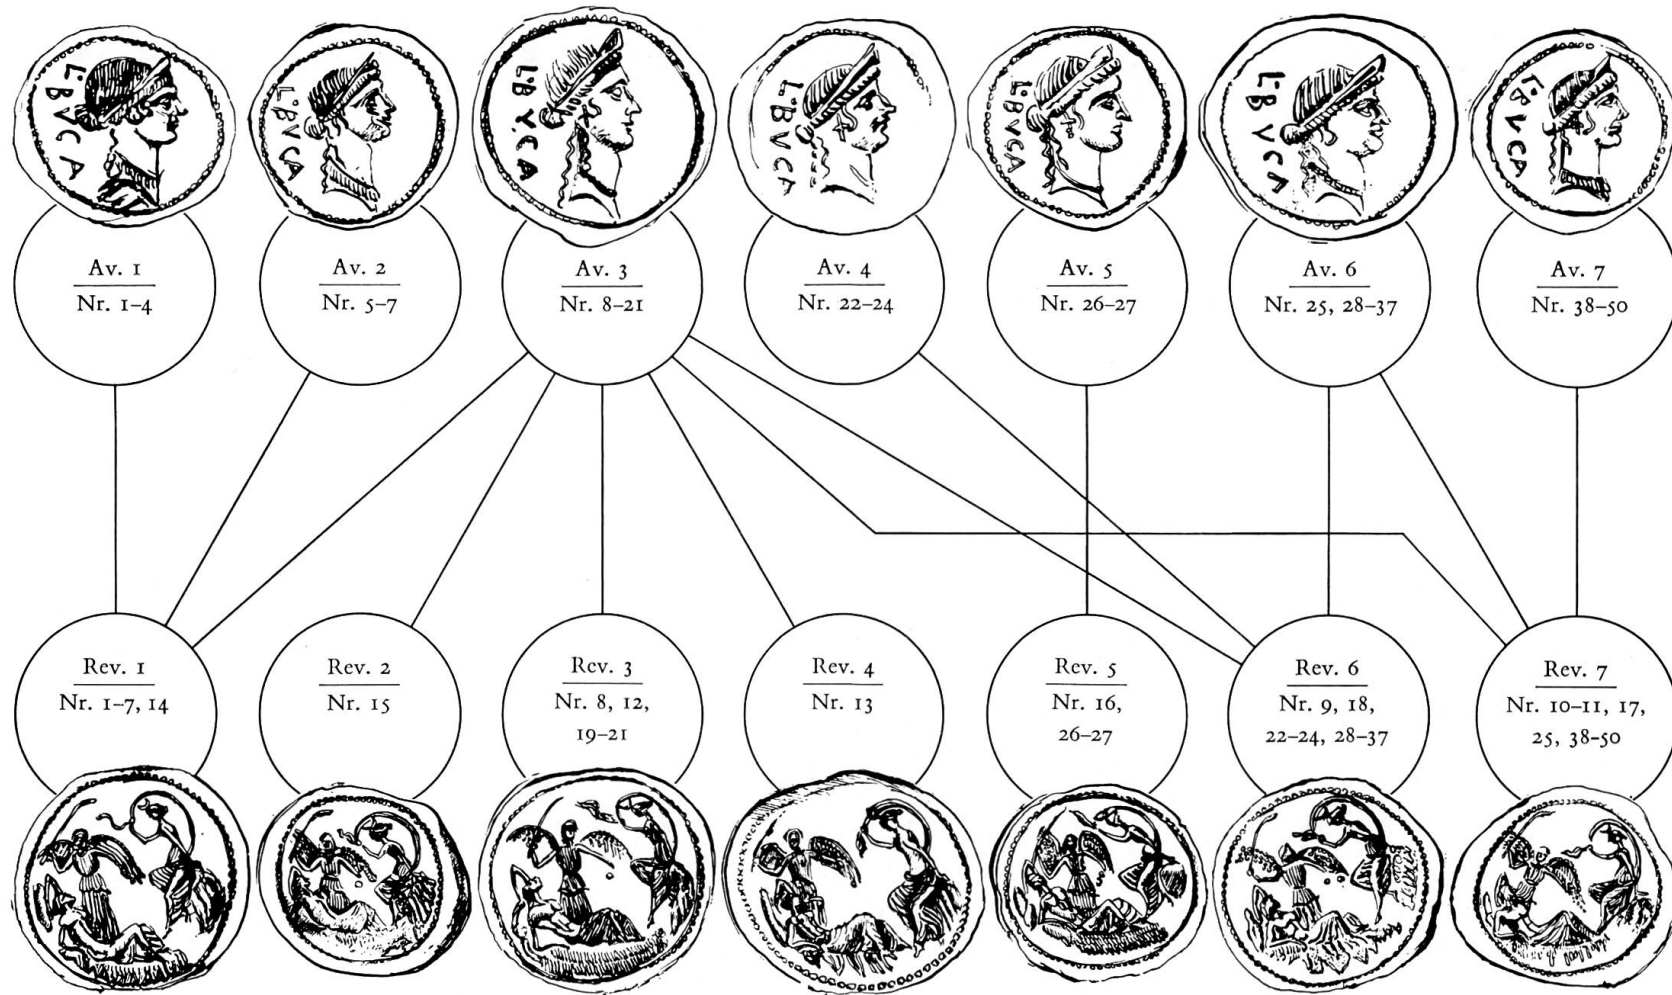 L·BVCA
L·BVCA
L·BVCA
L·BVCA
L·BVCA
L·BVCA
L·BVCA
Av. 1
Nr. 1–4
Av. 2
Nr. 5–7
Av. 3
Nr. 8–21
Av. 4
Nr. 22–24
Av. 5
Nr. 26–27
Av. 6
Nr. 25, 28–37
Av. 7
Nr. 38–50
Rev. 1
Nr. 1–7, 14
Rev. 2
Nr. 15
Rev. 3
Nr. 8, 12,
19–21
Rev. 4
Nr. 13
Rev. 5
Nr. 16,
26–27
Rev. 6
Nr. 9, 18,
22–24, 28–37
Rev. 7
Nr. 10–11, 17,
25, 38–50